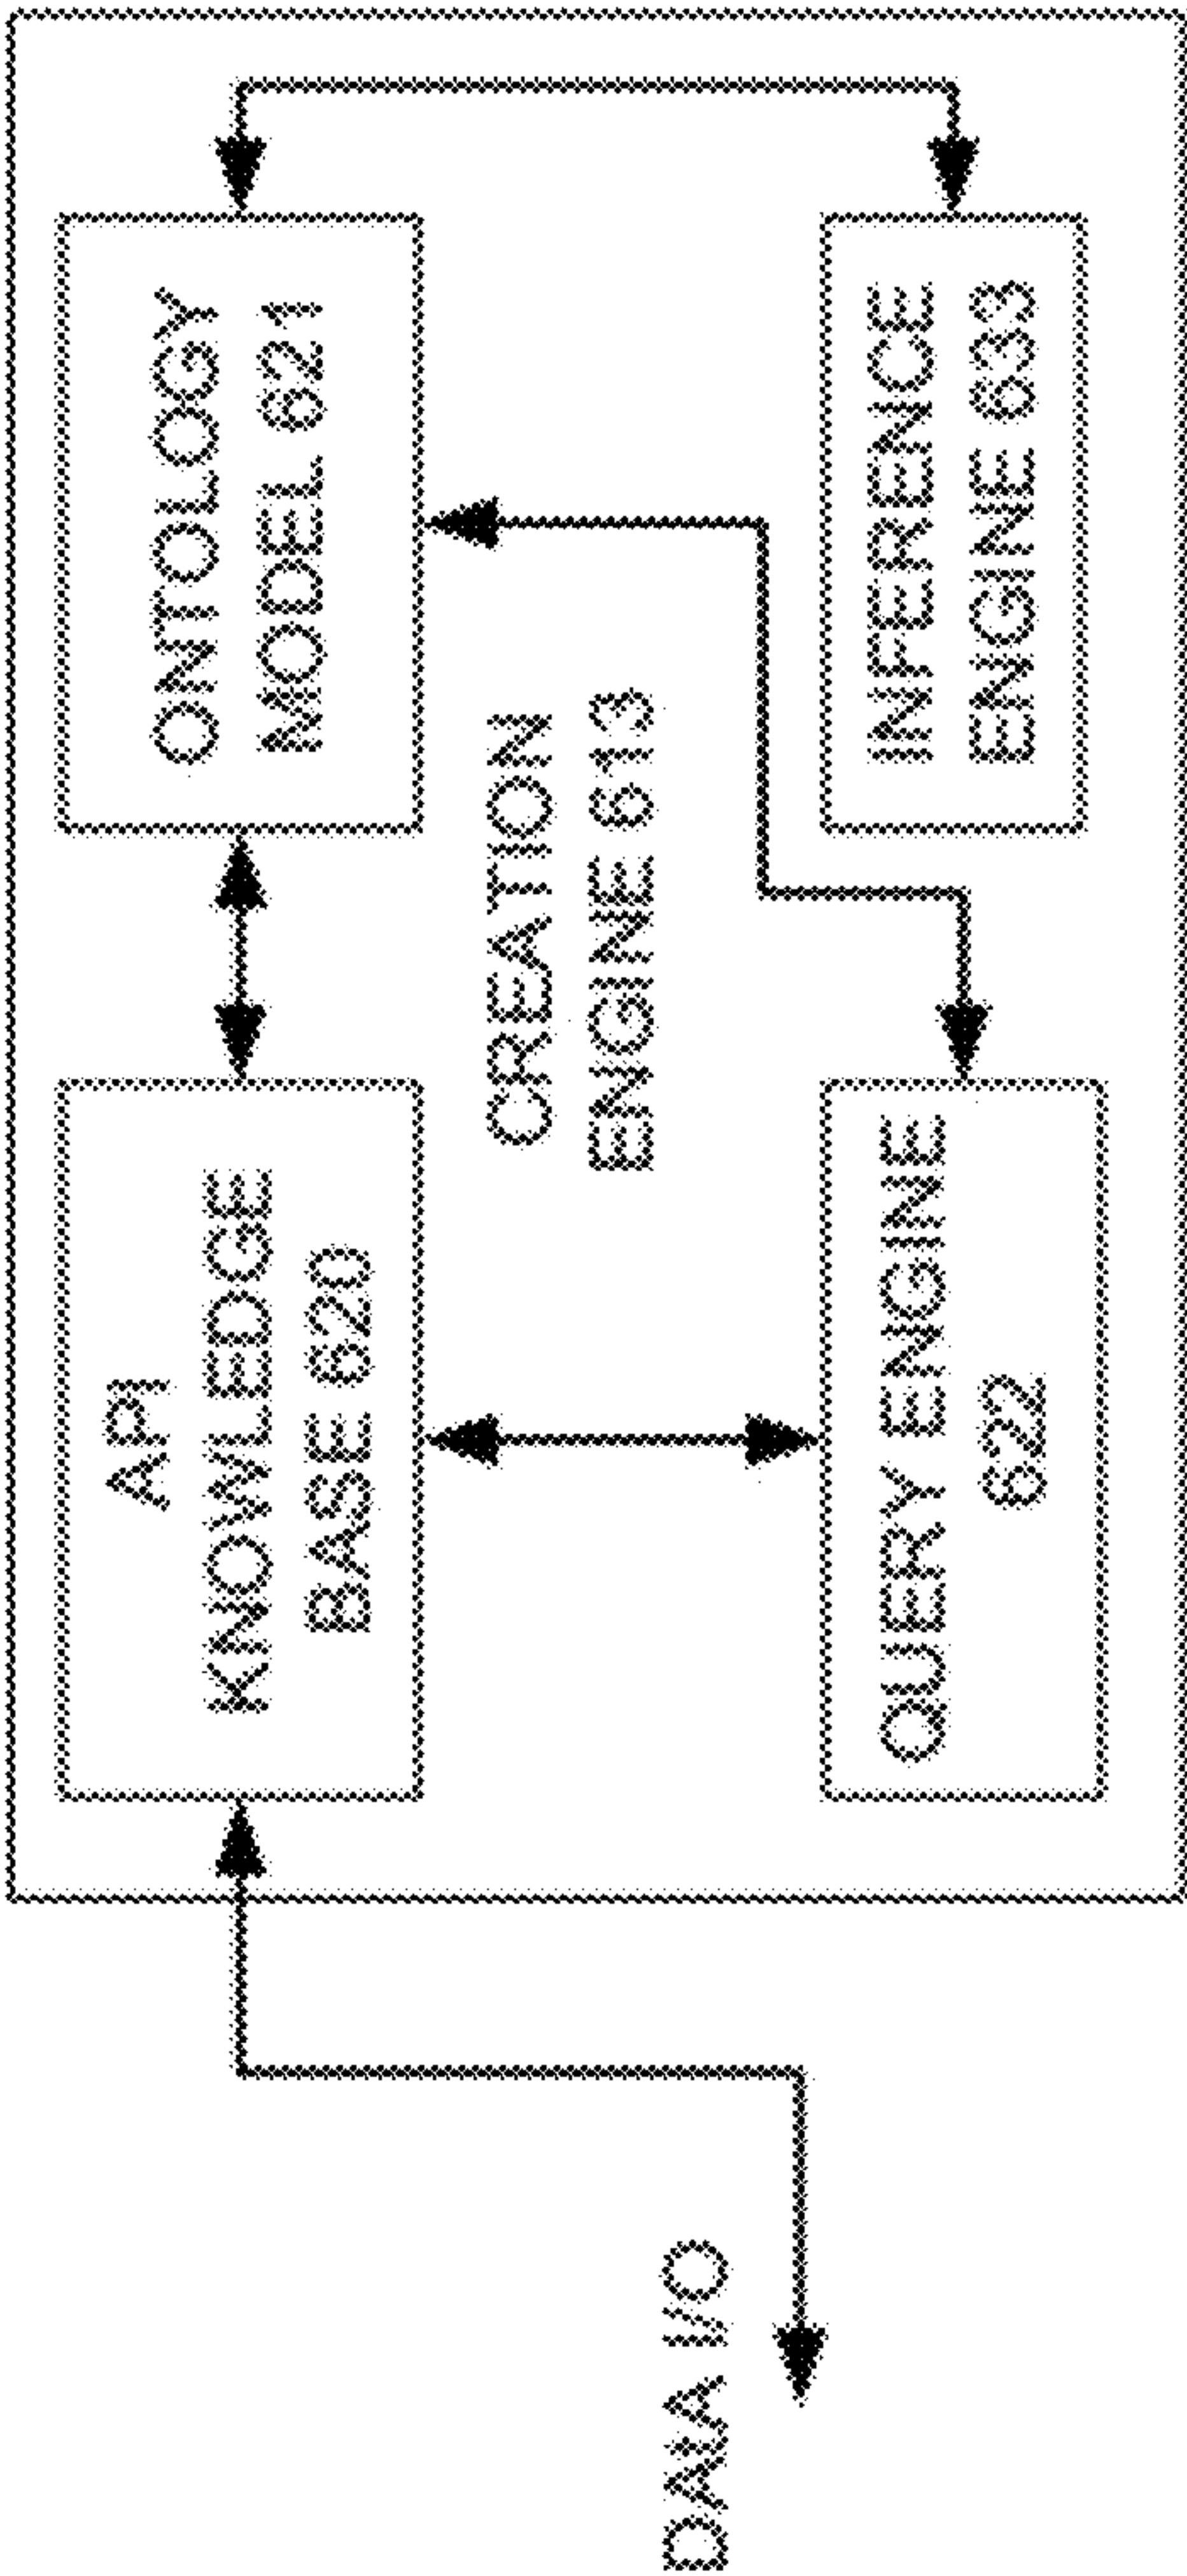 API
KNOWLEDGE
BASE 620
ONTOLOGY
MODEL 621
CREATION
ENGINE 613
DATA I/O
QUERY ENGINE
622
INFERENCE
ENGINE 633